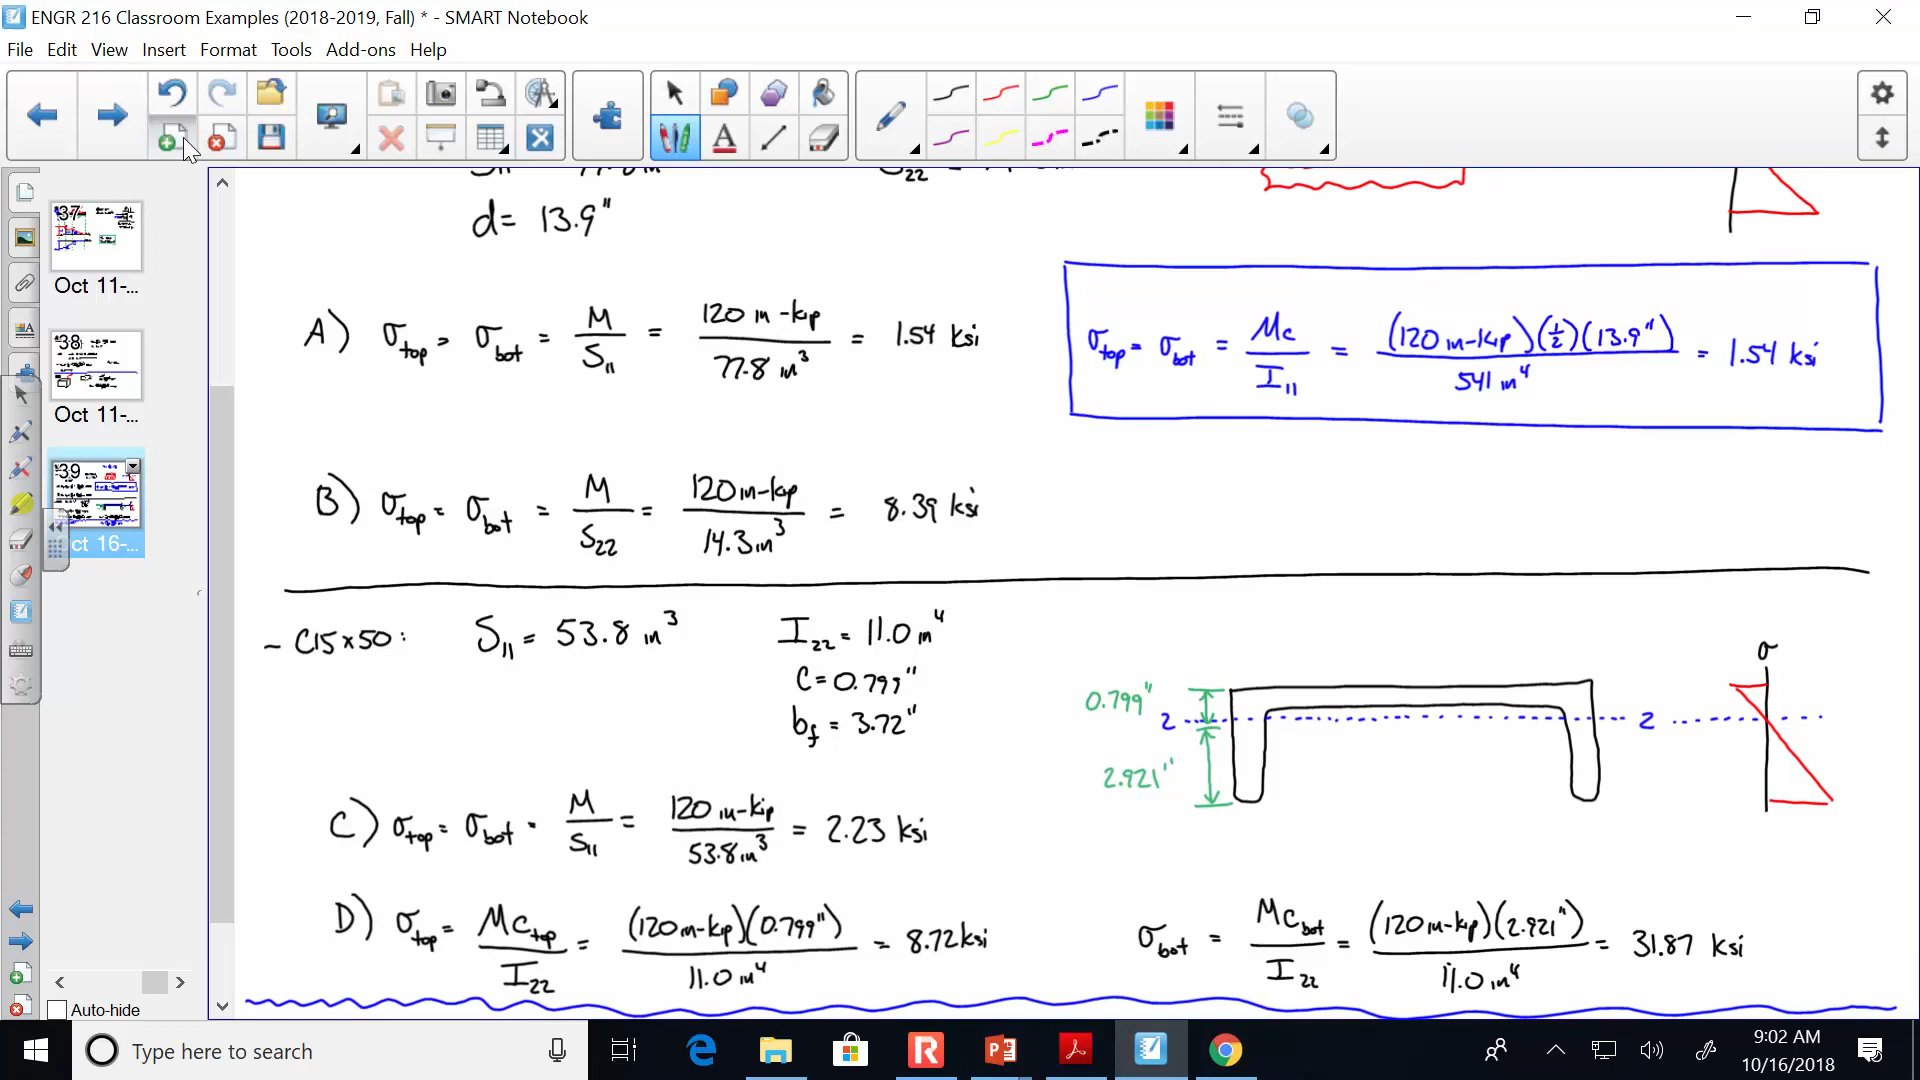 ENGR 216 Classroom Examples (2018-2019, Fall) * - SMART Notebook
File Edit View Insert Format Tools Add-ons Help
37
Oct 11-...
38
Oct 11-...
39
ct 16-...
Auto-hide
d = 13.9"
A) σtop = σbot = M/S11 = 120 in-kip / 77.8 in³ = 1.54 ksi
σtop = σbot = Mc/I11 = (120 in-kip)(1/2)(13.9") / 541 in⁴ = 1.54 ksi
B) σtop = σbot = M/S22 = 120 in-kip / 14.3 in³ = 8.39 ksi
- C15x50: S11 = 53.8 in³ I22 = 11.0 in⁴
c = 0.799"
bf = 3.72"
σ
0.799"
2 2
2.921"
C) σtop = σbot = M/S11 = 120 in-kip / 53.8 in³ = 2.23 ksi
D) σtop = Mctop/I22 = (120 in-kip)(0.799") / 11.0 in⁴ = 8.72 ksi
σbot = Mcbot/I22 = (120 in-kip)(2.921") / 11.0 in⁴ = 31.87 ksi
Type here to search
9:02 AM
10/16/2018